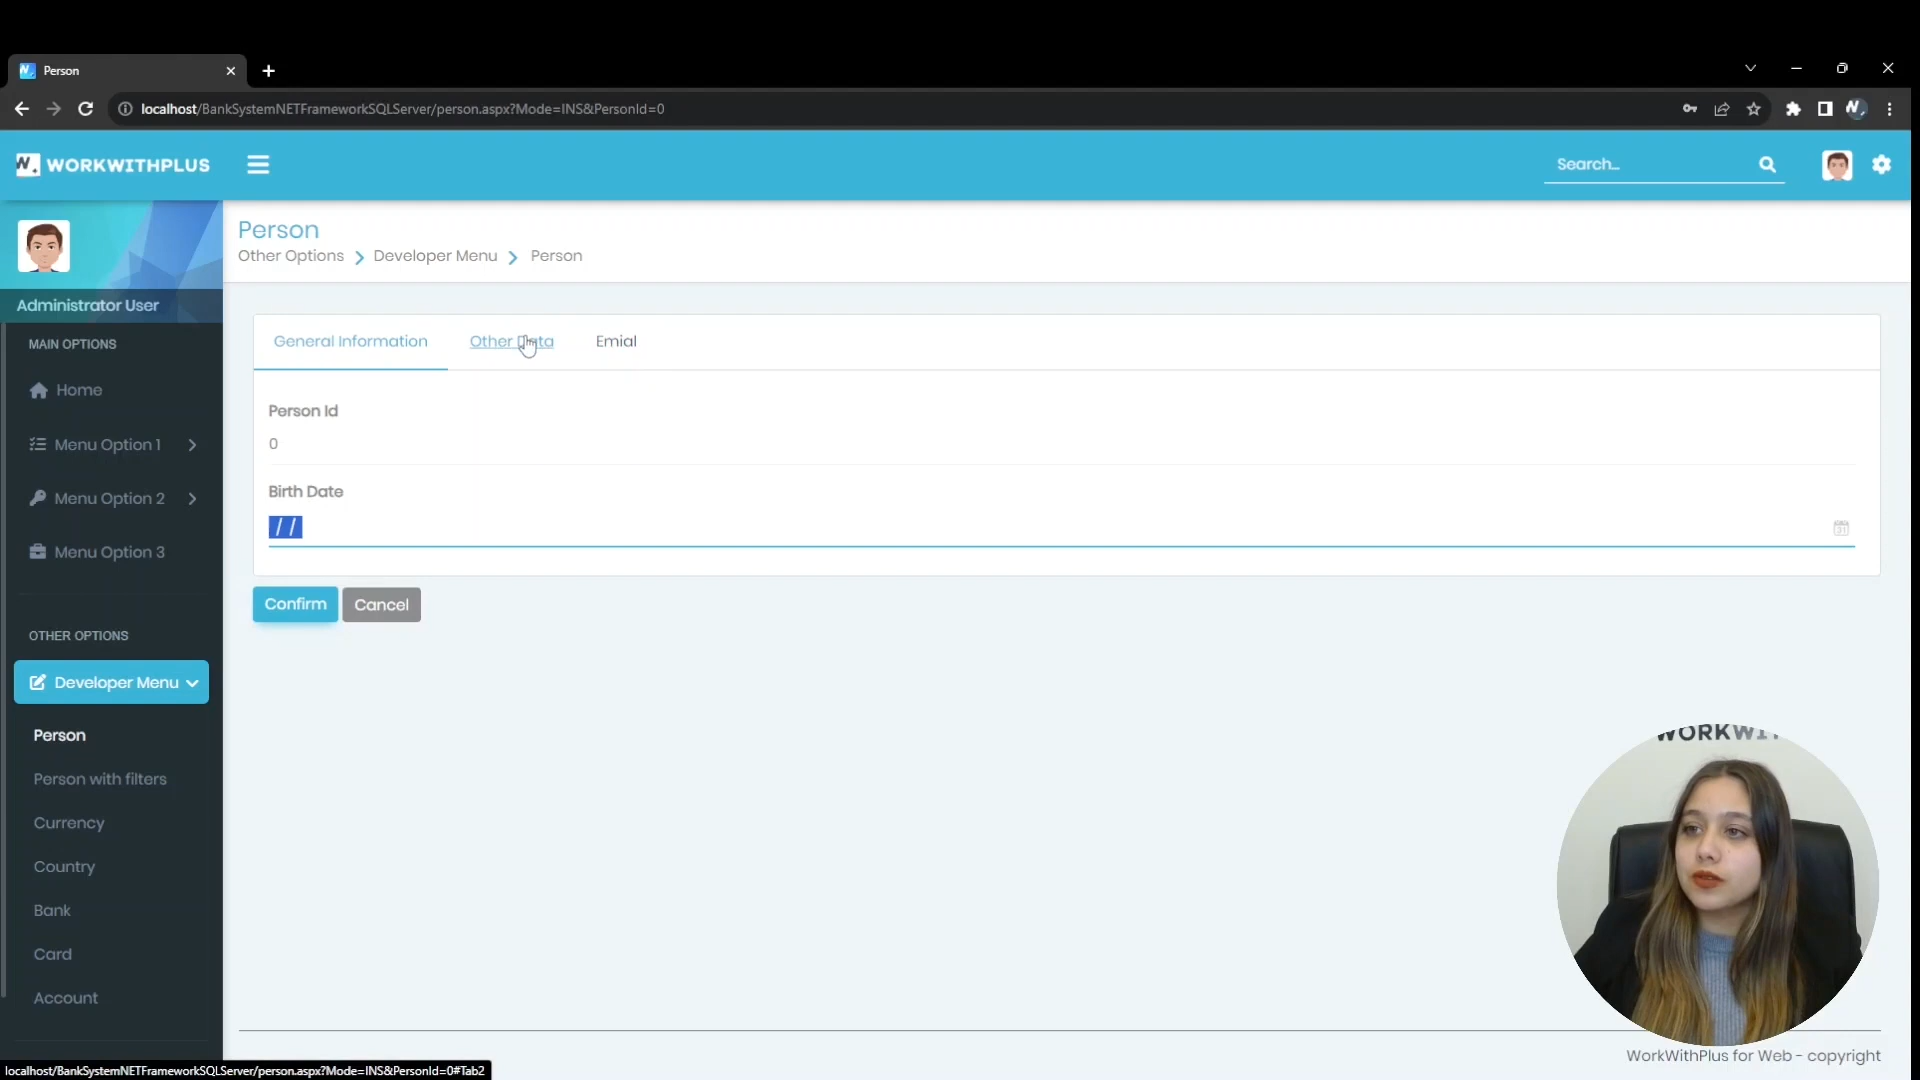 Person
localhost/BankSystemNETFrameworkSQLServer/person.aspx?Mode=INS&PersonId=0
WORKWITHPLUS
Search...
Person
Other Options > Developer Menu > Person
Administrator User
MAIN OPTIONS
Home
Menu Option 1
Menu Option 2
Menu Option 3
OTHER OPTIONS
Developer Menu
Person
Person with filters
Currency
Country
Bank
Card
Account
General Information
Other Data
Emial
Person Id
0
Birth Date
/ /
31
Confirm
Cancel
WORKWIT
WorkWithPlus for Web - copyright
localhost/BankSystemNETFrameworkSQLServer/person.aspx?Mode=INS&PersonId=0#Tab2